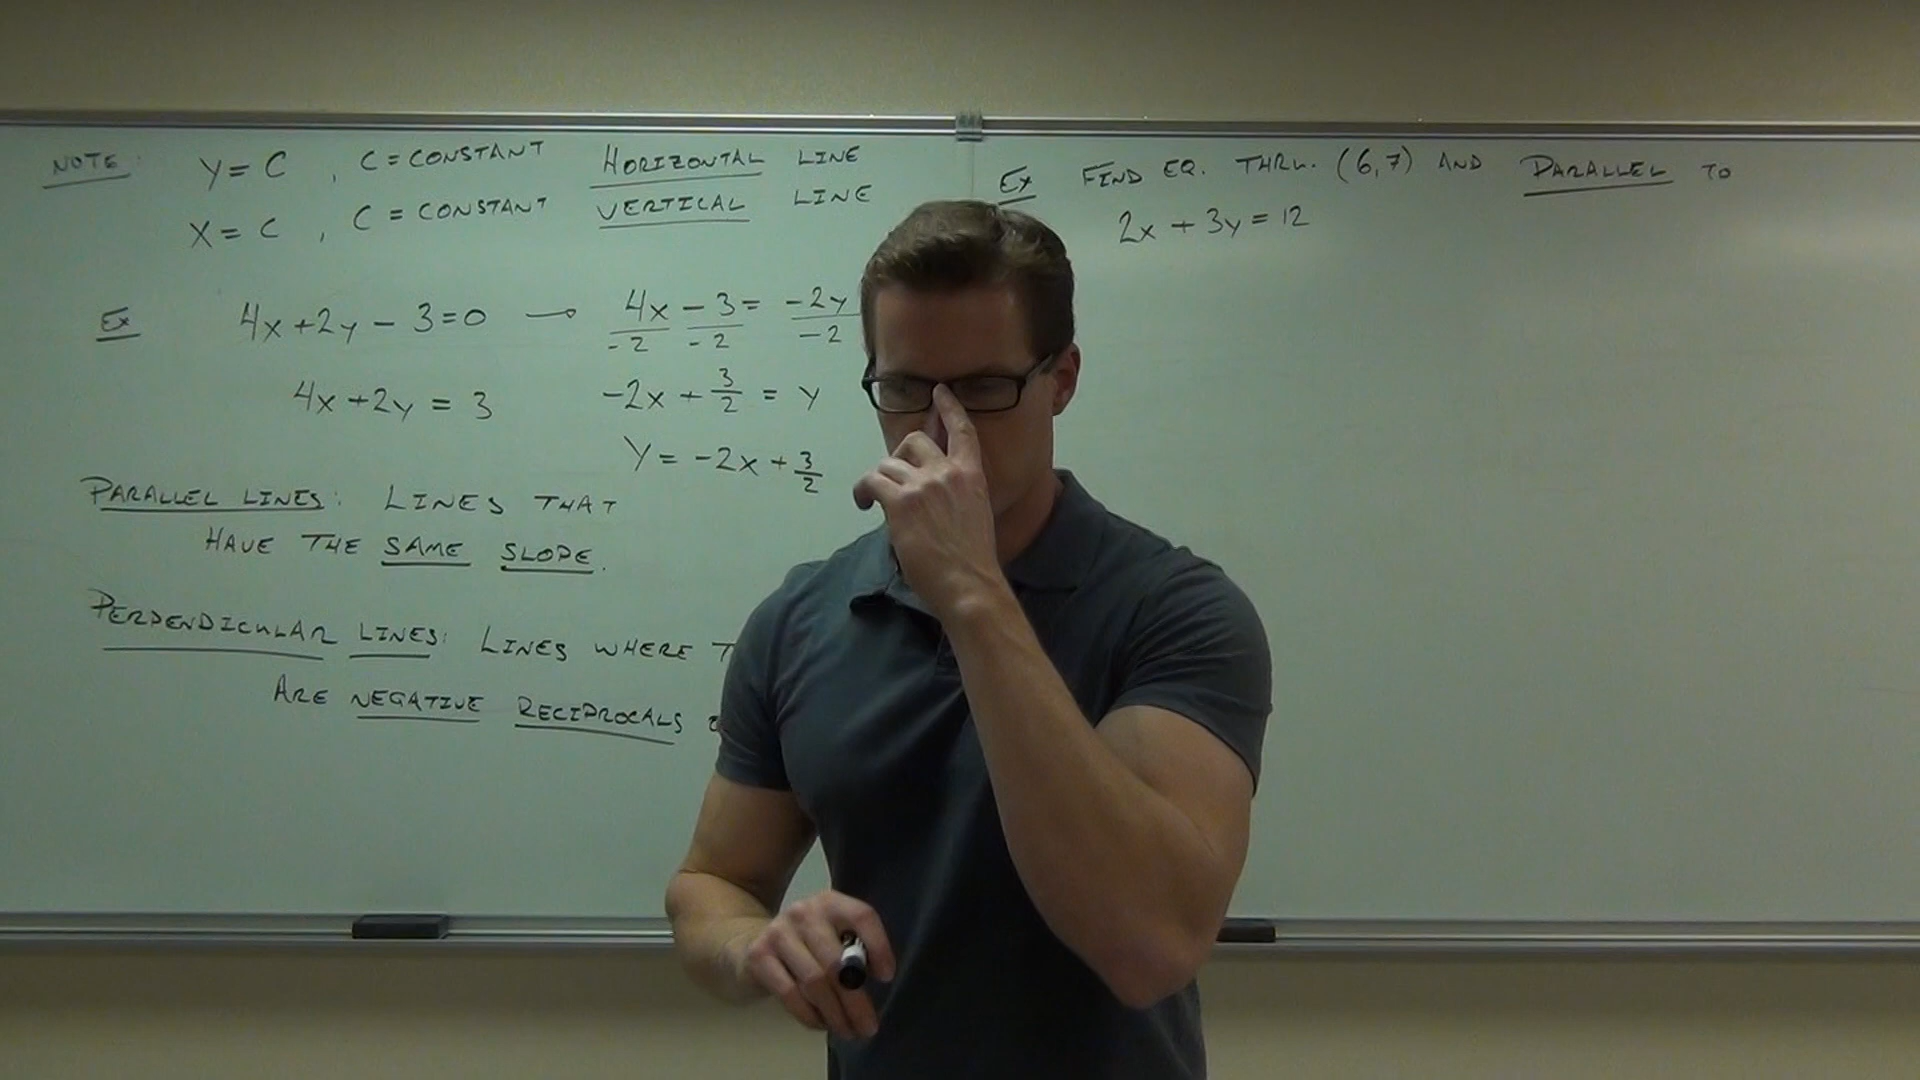 NOTE: Y = C , C = CONSTANT HORIZONTAL LINE
X = C , C = CONSTANT VERTICAL LINE
Ex 4x + 2y - 3 = 0 → 4x - 3 = -2y
-2 -2 -2
4x + 2y = 3 -2x + 3/2 = y
Y = -2x + 3/2
PARALLEL LINES: LINES THAT
HAVE THE SAME SLOPE.
PERPENDICULAR LINES: LINES WHERE T
ARE NEGATIVE RECIPROCALS
Ex FIND EQ. THRU. (6,7) AND PARALLEL TO
2x + 3y = 12